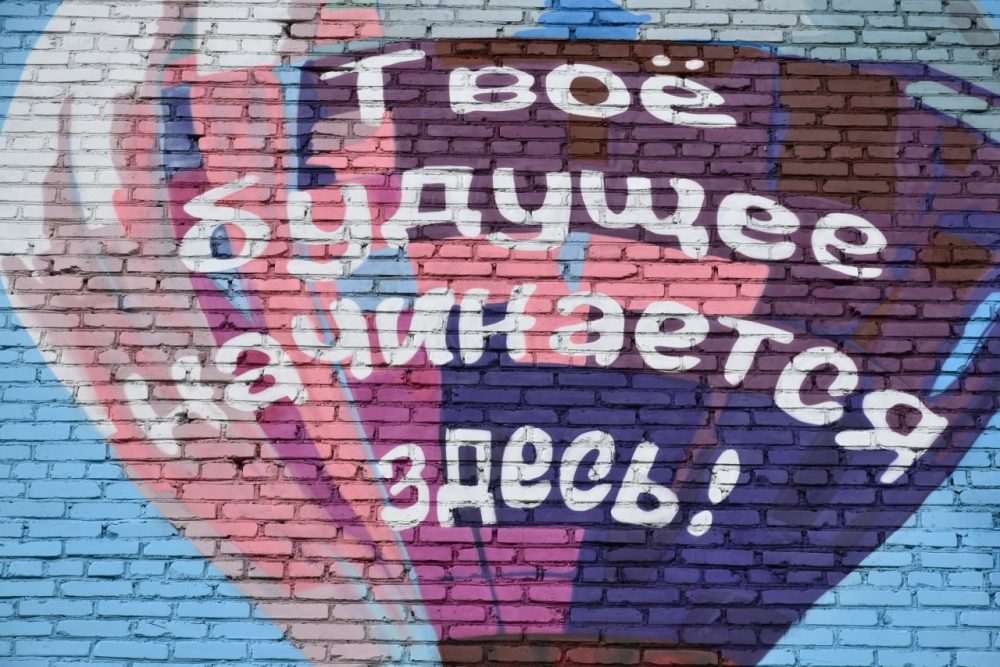 Твоё
будущее
начинается
здесь!